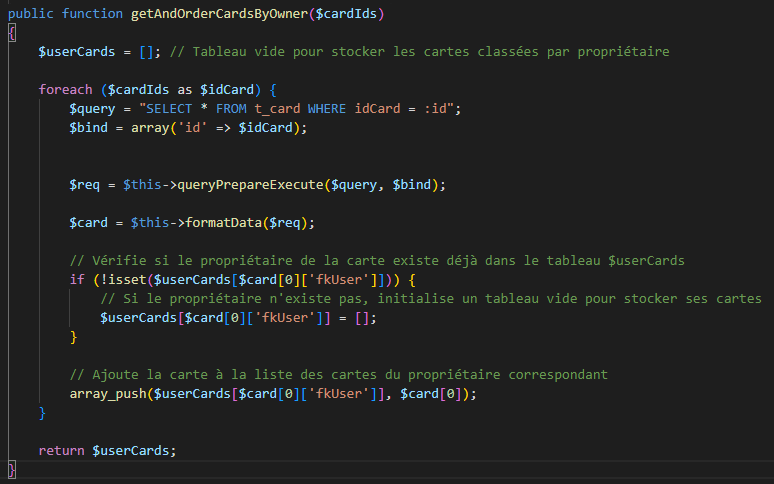 public function getAndOrderCardsByOwner($cardIds)
{
    $userCards = []; // Tableau vide pour stocker les cartes classées par propriétaire
    foreach ($cardIds as $idCard) {
        $query = "SELECT * FROM t_card WHERE idCard = :id";
        $bind = array('id' => $idCard);
        $req = $this->queryPrepareExecute($query, $bind);
        $card = $this->formatData($req);
        // Vérifie si le propriétaire de la carte existe déjà dans le tableau $userCards
        if (!isset($userCards[$card[0]['fkUser']])) {
            // Si le propriétaire n'existe pas, initialise un tableau vide pour stocker ses cartes
            $userCards[$card[0]['fkUser']] = [];
        }
        // Ajoute la carte à la liste des cartes du propriétaire correspondant
        array_push($userCards[$card[0]['fkUser']], $card[0]);
    }
    return $userCards;
}